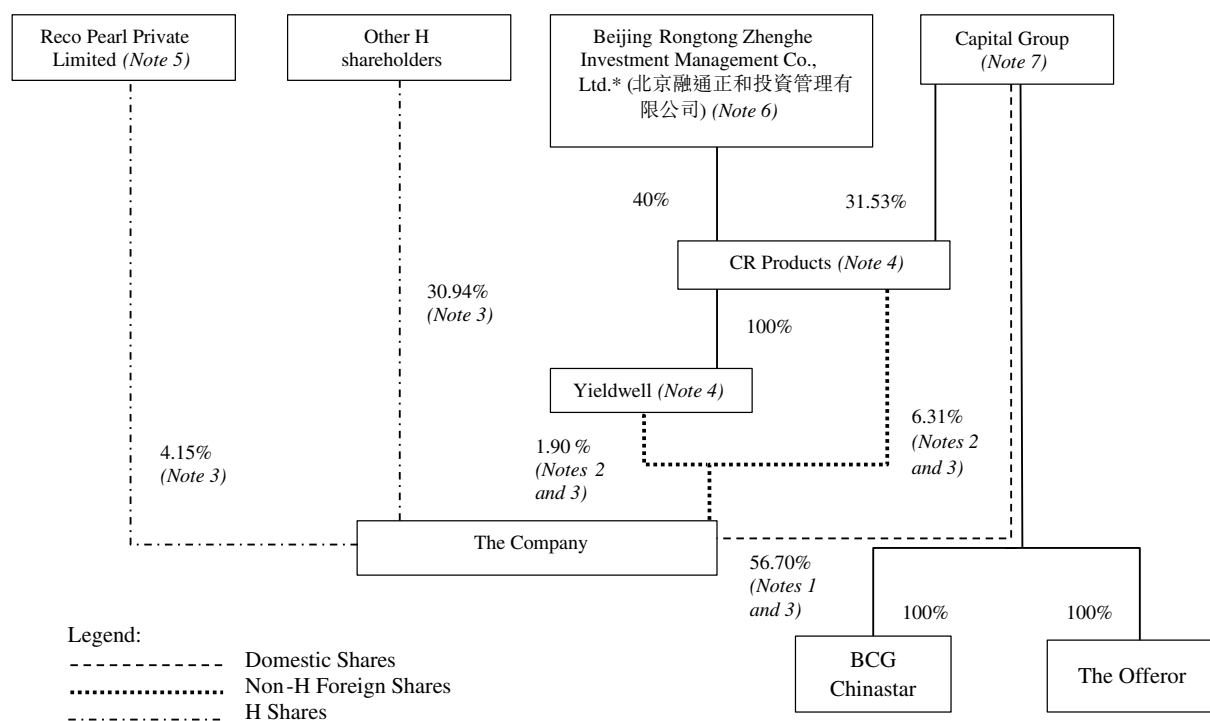 Reco Pearl Private
Limited (Note 5)
Other H
shareholders
Beijing Rongtong Zhenghe
Investment Management Co.,
Ltd.* (北京融通正和投資管理有
限公司) (Note 6)
Capital Group
(Note 7)
40%
31.53%
CR Products (Note 4)
30.94%
(Note 3)
100%
Yieldwell (Note 4)
4.15%
(Note 3)
1.90 %
(Notes 2
and 3)
6.31%
(Notes 2
and 3)
The Company
56.70%
(Notes 1
and 3)
100%
100%
BCG
Chinastar
The Offeror
Legend:
Domestic Shares
Non-H Foreign Shares
H Shares